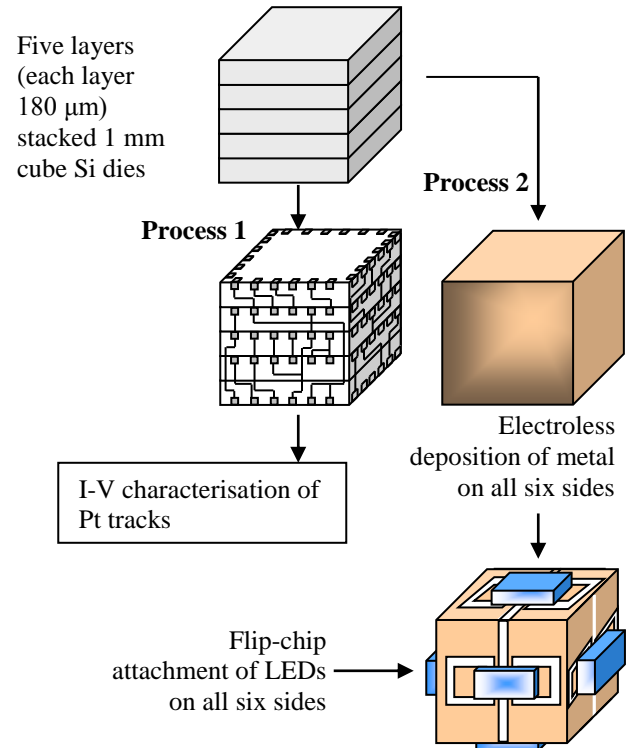 Five layers
(each layer
180 μm)
stacked 1 mm
cube Si dies
Process 2
Process 1
Electroless
deposition of metal
on all six sides
I-V characterisation of
Pt tracks
Flip-chip
attachment of LEDs
on all six sides